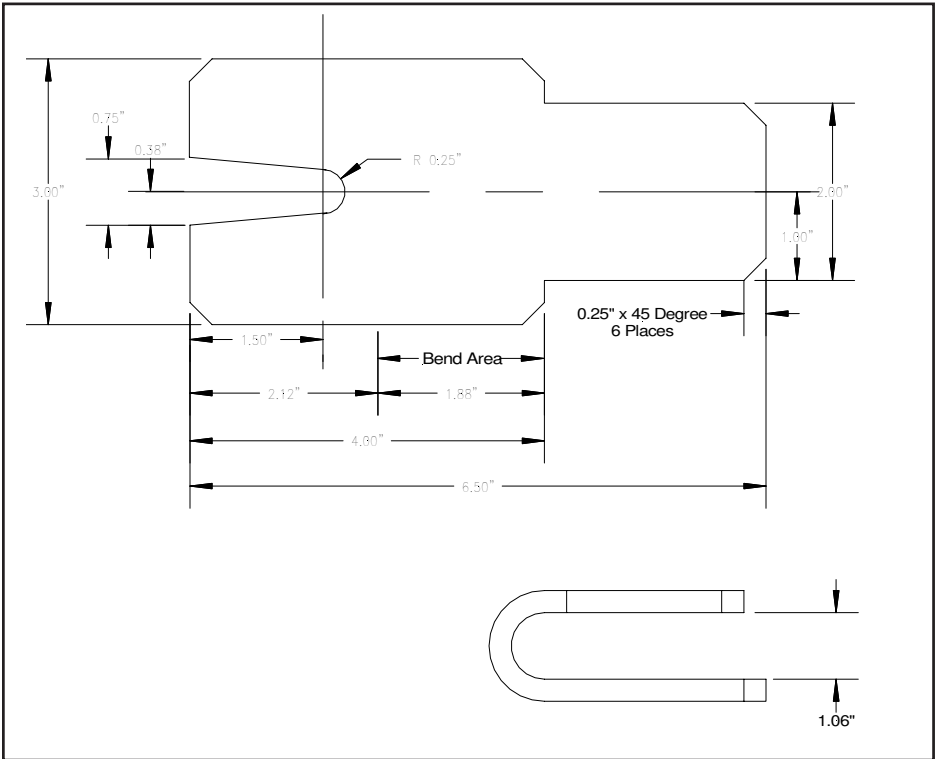 0.75"
0.38"
R 0.25"
3.00"
2.00"
1.00"
0.25" x 45 Degree
6 Places
1.50"
Bend Area
2.12"
1.88"
4.00"
6.50"
1.06"